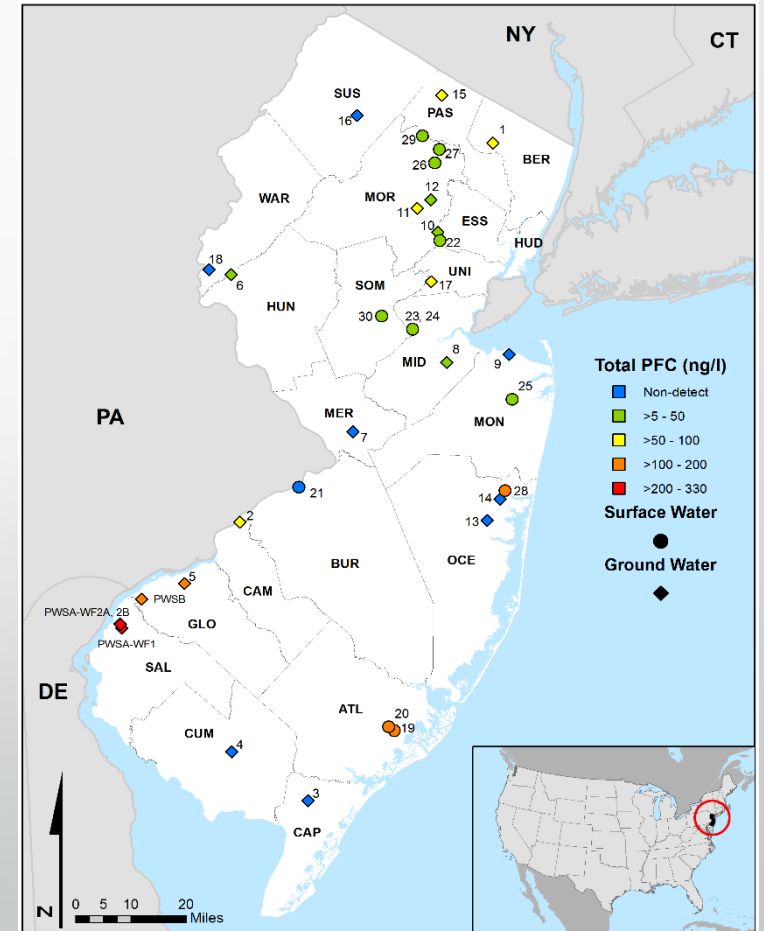 NY
CT
SUS
15
PAS
16
29
27
26
1
BER
WAR
12
MOR
11
ESS
10
22
HUD
18
6
SOM
UNI
17
HUN
30
23, 24
8
9
MID
25
MON
PA
MER
7
Total PFC (ng/l)
Non-detect
>5 - 50
>50 - 100
>100 - 200
>200 - 330
Surface Water
Ground Water
21
14
28
13
2
OCE
BUR
5
CAM
PWSB
PWSA-WF2A, 2B
GLO
PWSA-WF1
SAL
DE
ATL
20
19
CUM
4
3
CAP
N
0 5 10 20
Miles